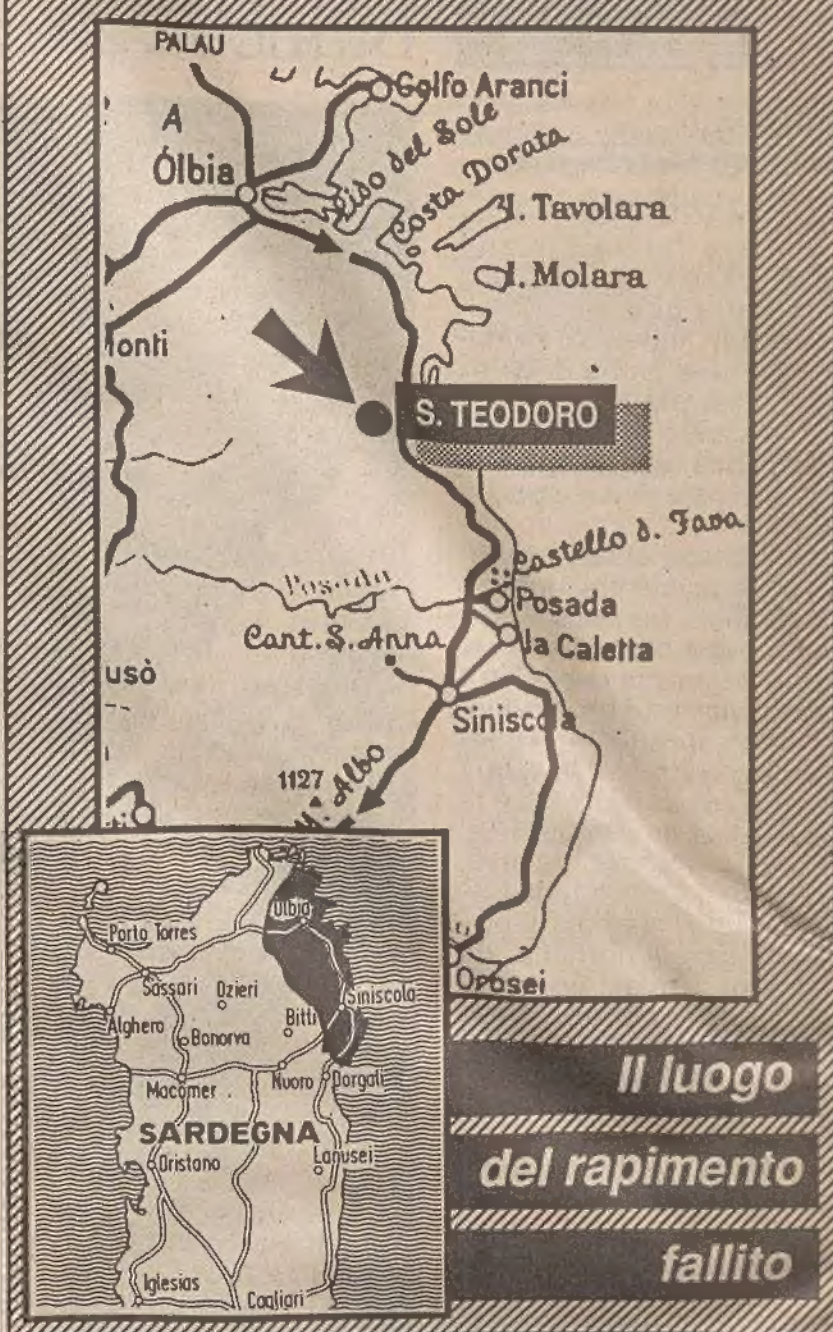 PALAU
Golfo Aranci
A
Ólbia
Lido del Sole
Costa Dorata
I. Tavolara
I. Molara
onti
S. TEODORO
Castello d. Fava
Posada
Posada
Cant. S. Anna
la Caletta
usò
Siniscola
1127
M. Albo
ti
Orosei
Olbia
Porto Torres
Sassari
Ozieri
Siniscola
Alghero
Bitti
Bonorva
Nuoro
Dorgali
Macomer
SARDEGNA
Oristano
Lanusei
Iglesias
Cagliari
Il luogo
del rapimento
fallito